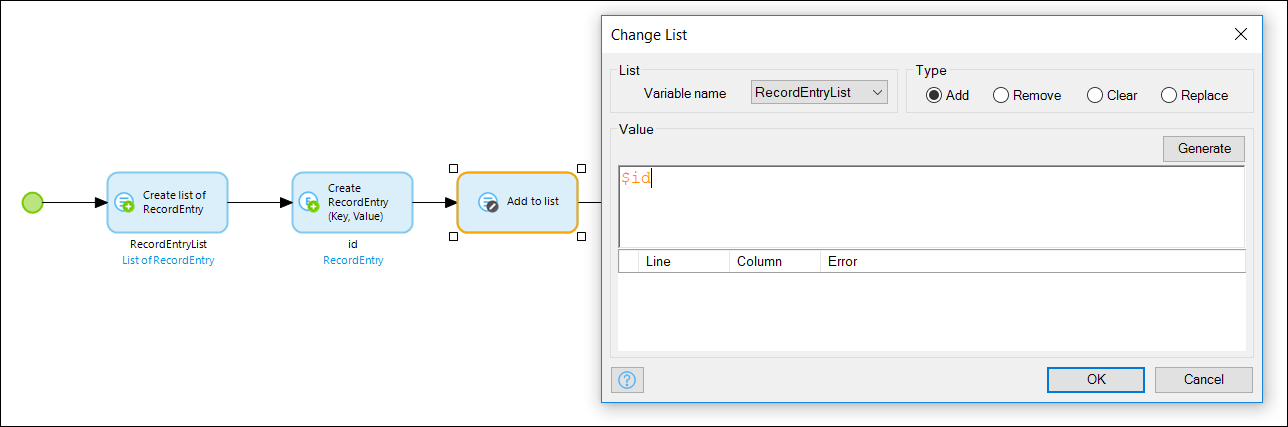 Create list of
RecordEntry
RecordEntryList
List of RecordEntry
Create
RecordEntry
(Key, Value)
id
RecordEntry
Add to list
Change List
List
Variable name
RecordEntryList
Type
Add
Remove
Clear
Replace
Value
Generate
$id
Line
Column
Error
?
OK
Cancel